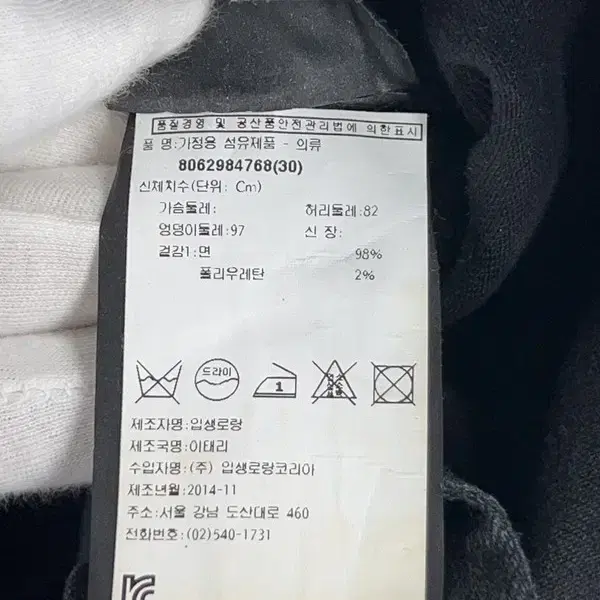 품질경영 및 공산품안전관리법에 의한표시
품 명:가정용 섬유제품 - 의류
8062984768(30)
신체치수(단위: Cm)
가슴둘레: 허리둘레:82
엉덩이둘레:97 신 장:
겉감1:면 98%
폴리우레탄 2%
드라이
1
제조자명:입생로랑
제조국명:이태리
수입자명:(주) 입생로랑코리아
제조년월:2014-11
주소:서울 강남 도산대로 460
전화번호:(02)540-1731